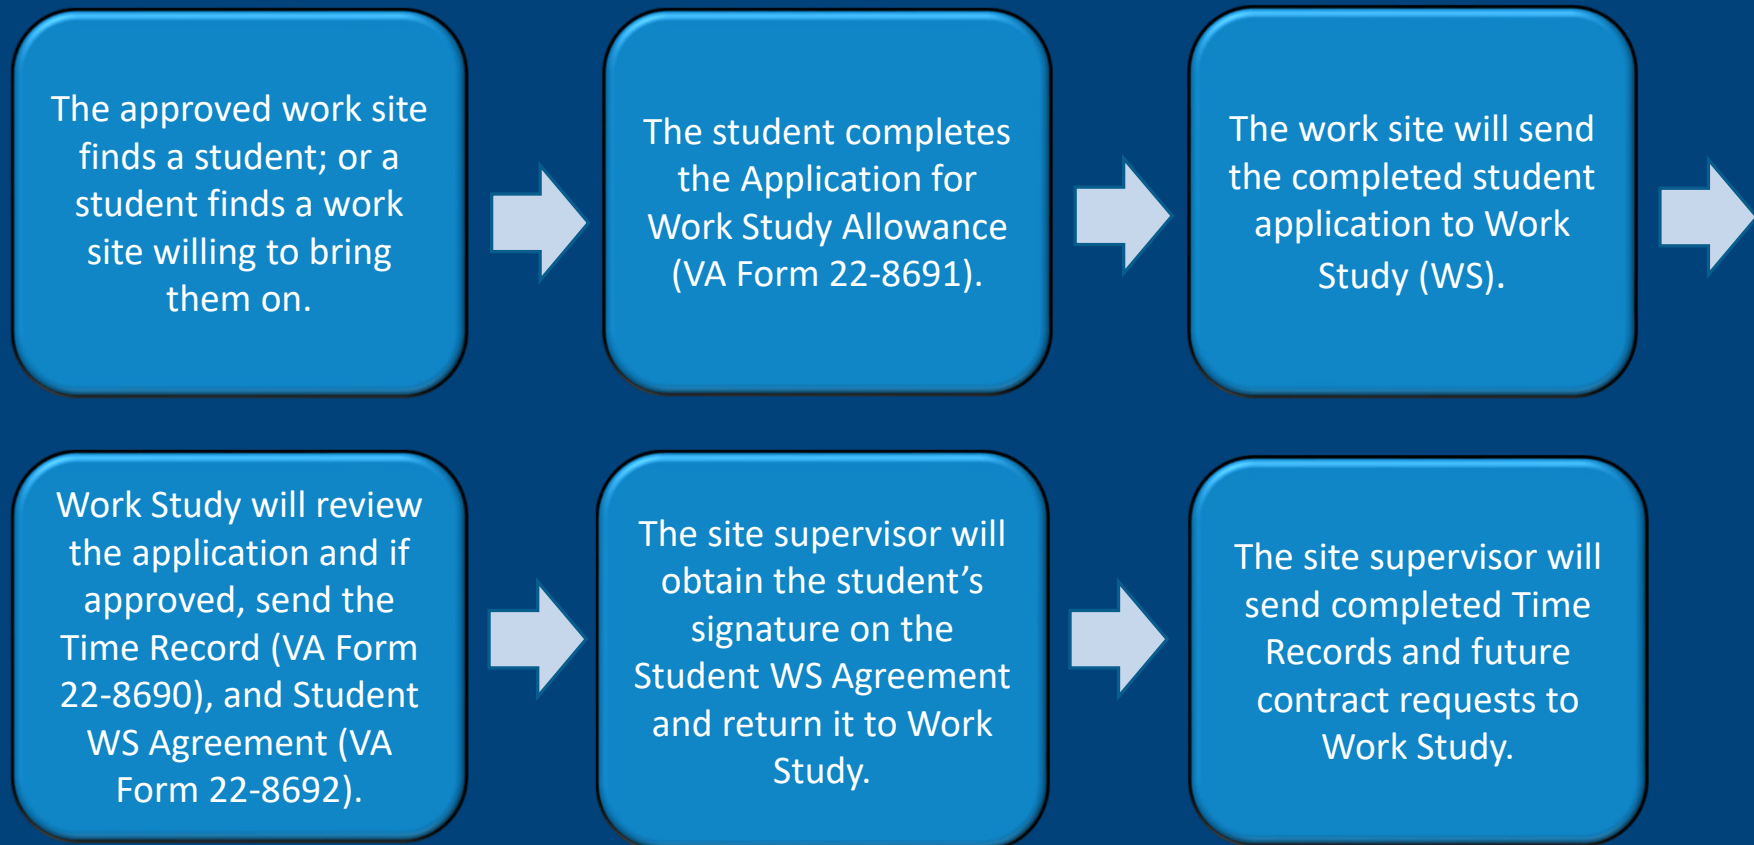 The approved work site
finds a student; or a
student finds a work
site willing to bring
them on.
The student completes
the Application for
Work Study Allowance
(VA Form 22-8691).
The work site will send
the completed student
application to Work
Study (WS).
Work Study will review
the application and if
approved, send the
Time Record (VA Form
22-8690), and Student
WS Agreement (VA
Form 22-8692).
The site supervisor will
obtain the student’s
signature on the
Student WS Agreement
and return it to Work
Study.
The site supervisor will
send completed Time
Records and future
contract requests to
Work Study.